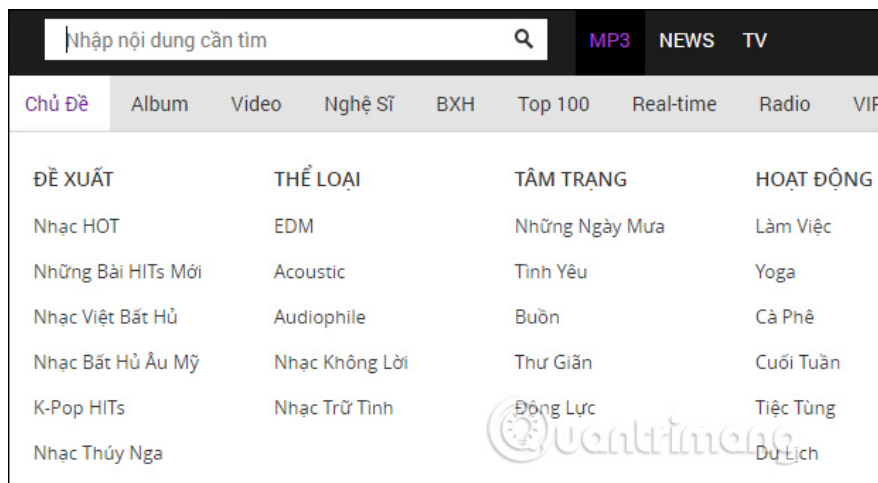 Nhập nội dung cần tìm MP3 NEWS TV
Chủ Đề Album Video Nghệ Sĩ BXH Top 100 Real-time Radio VIP
ĐỀ XUẤT THỂ LOẠI TÂM TRẠNG HOẠT ĐỘNG
Nhạc HOT EDM Những Ngày Mưa Làm Việc
Những Bài HITs Mới Acoustic Tình Yêu Yoga
Nhạc Việt Bất Hủ Audiophile Buồn Cà Phê
Nhạc Bất Hủ Âu Mỹ Nhạc Không Lời Thư Giãn Cuối Tuần
K-Pop HITs Nhạc Trữ Tình Động Lực Tiệc Tùng
Quantrimang
Nhạc Thúy Nga Du Lịch